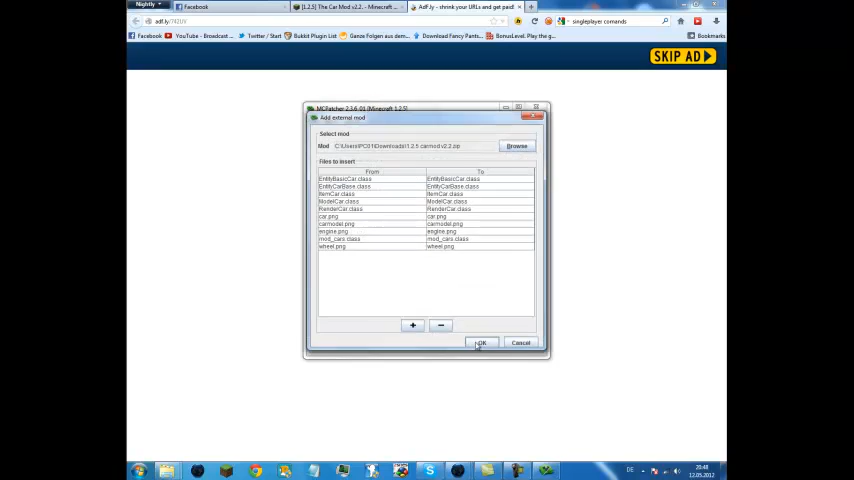 Nightly
Facebook
[1.2.5] The Car Mod v2.2. - Minecraft ...
AdF.ly - shrink your URLs and get paid!
adf.ly/742UV
singleplayer comands
Facebook
YouTube - Broadcast ...
Twitter / Start
Bukkit Plugin List
Ganze Folgen aus dem...
Download Fancy Pants...
BonusLevel. Play the g...
Bookmarks
SKIP AD
MCPatcher 2.3.6_01 [Minecraft 1.2.5]
Add external mod
Select mod
Mod
Browse
Files to insert
From To
EntityBasicCar.class EntityBasicCar.class
EntityCarBase.class EntityCarBase.class
ItemCar.class ItemCar.class
ModelCar.class ModelCar.class
RenderCar.class RenderCar.class
car.png car.png
carmodel.png carmodel.png
engine.png engine.png
mod_cars.class mod_cars.class
wheel.png wheel.png
+ −
OK Cancel
DE
20:48
12.05.2012